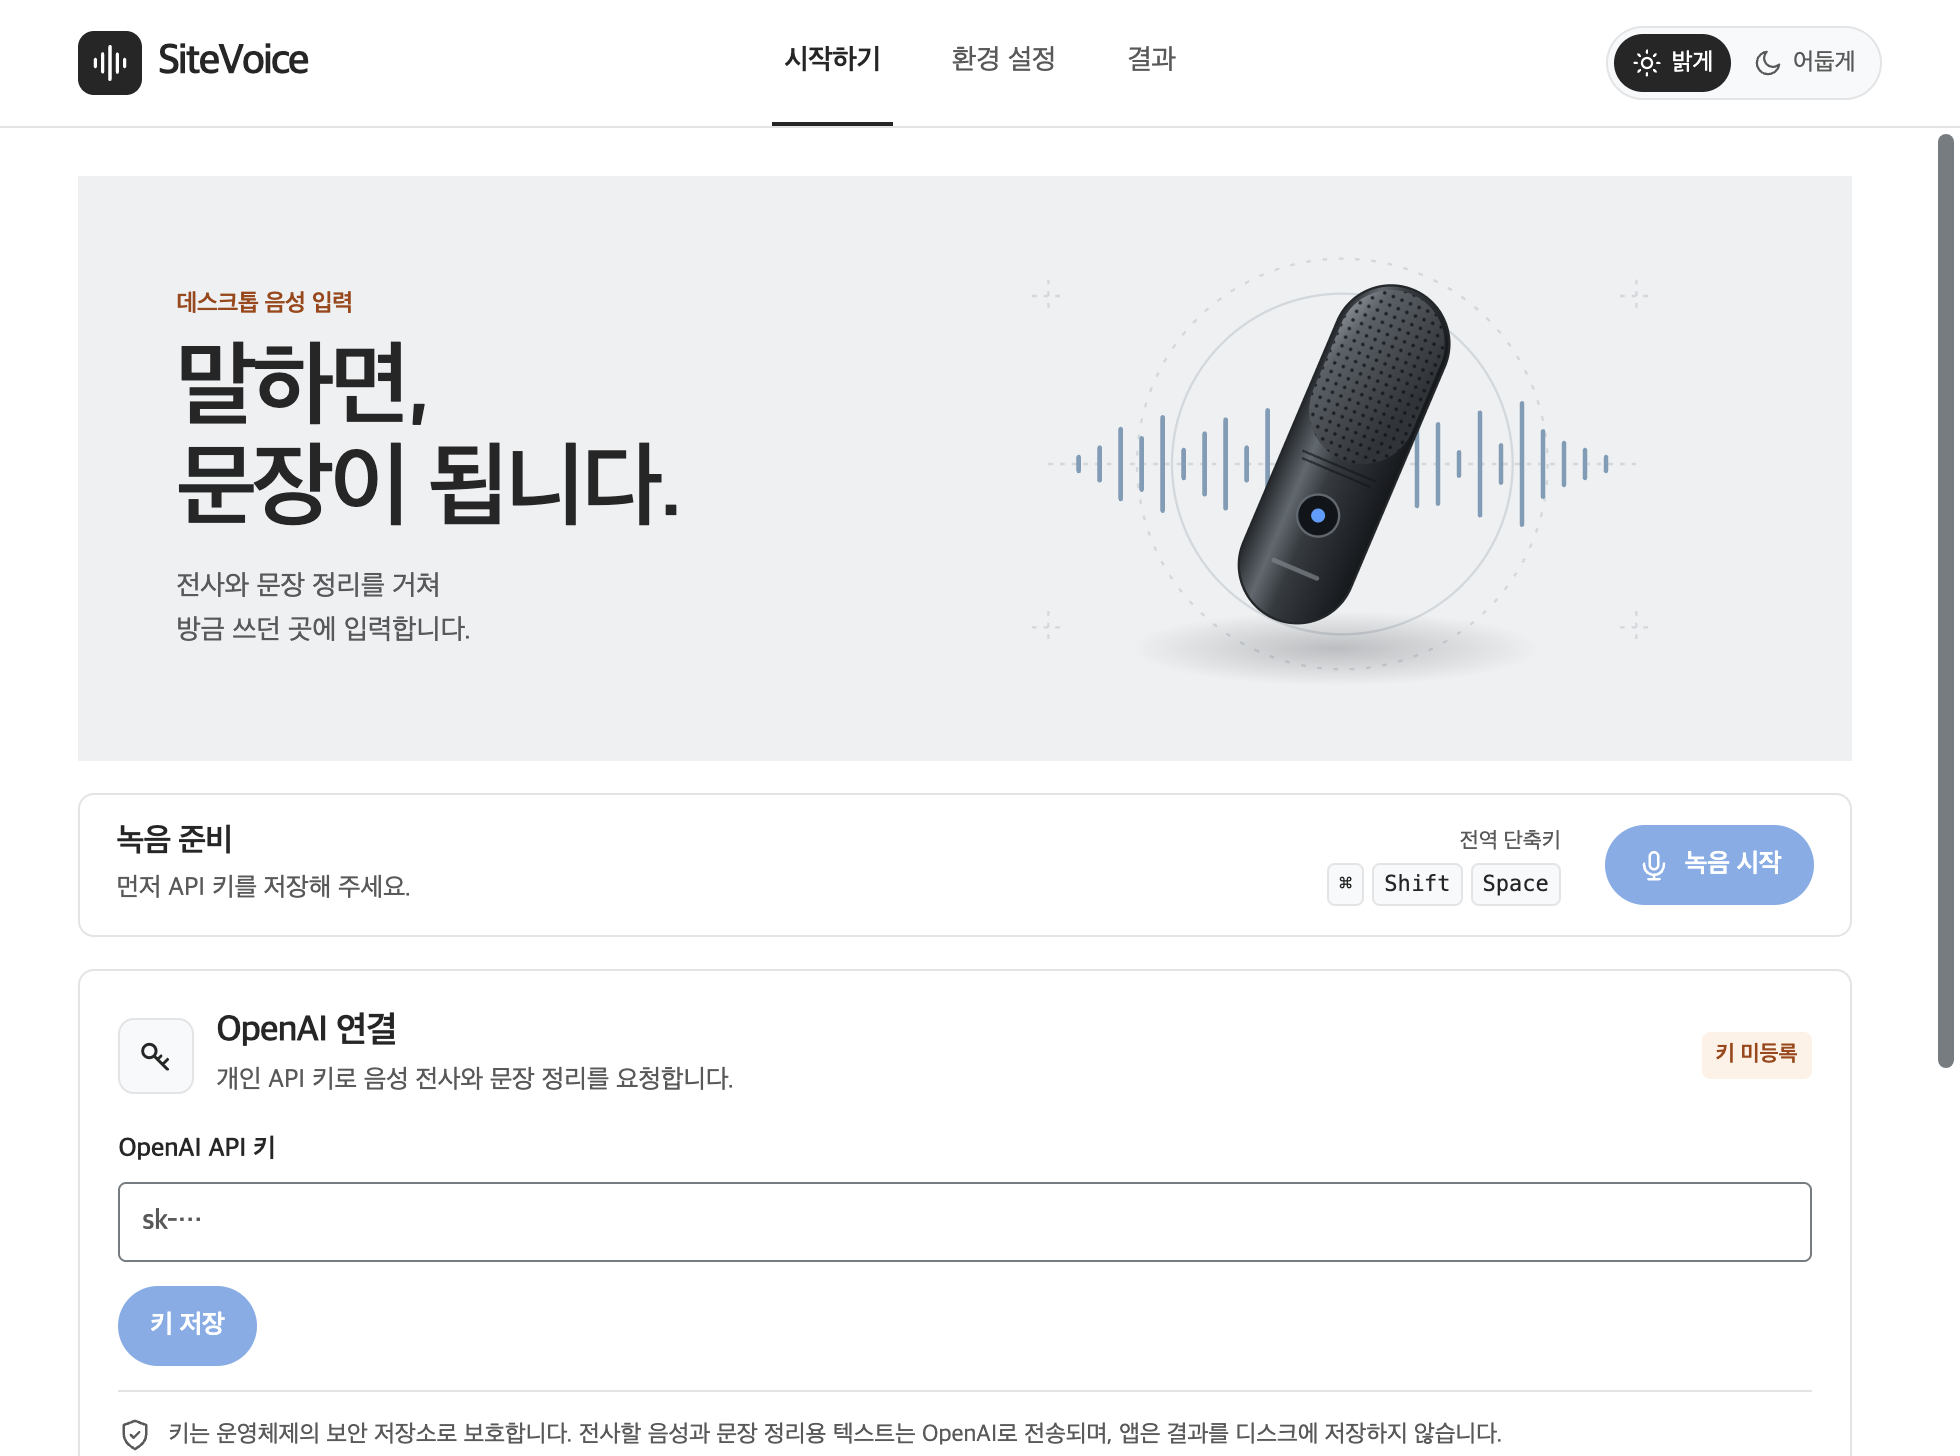 SiteVoice
시작하기
환경 설정
결과
밝게
어둡게
데스크톱 음성 입력
말하면,
문장이 됩니다.
전사와 문장 정리를 거쳐
방금 쓰던 곳에 입력합니다.
녹음 준비
먼저 API 키를 저장해 주세요.
전역 단축키
⌘ Shift Space
녹음 시작
OpenAI 연결
개인 API 키로 음성 전사와 문장 정리를 요청합니다.
키 미등록
OpenAI API 키
sk-…
키 저장
키는 운영체제의 보안 저장소로 보호합니다. 전사할 음성과 문장 정리용 텍스트는 OpenAI로 전송되며, 앱은 결과를 디스크에 저장하지 않습니다.